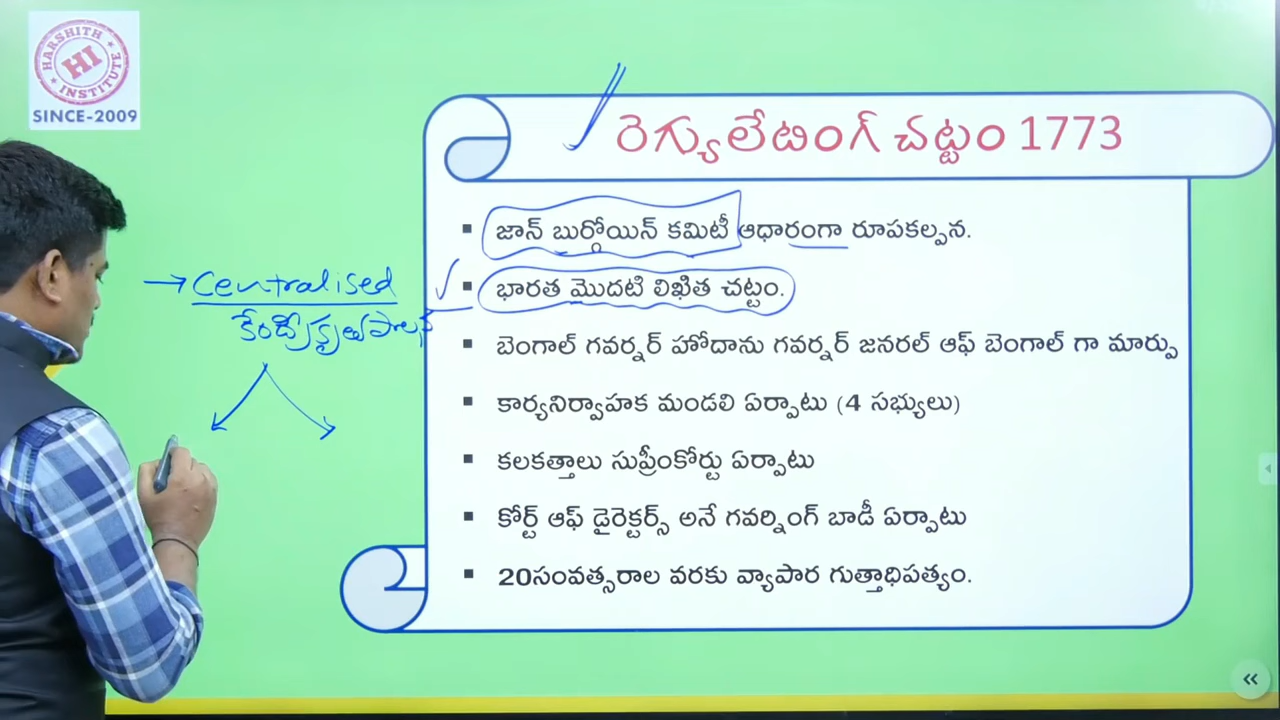 HARSHITH
HI
INSTITUTE
SINCE-2009
రెగ్యులేటింగ్ చట్టం 1773
▪ జాన్ బుర్గోయిన్ కమిటీ ఆధారంగా రూపకల్పన.
▪ భారత మొదటి లిఖిత చట్టం.
▪ బెంగాల్ గవర్నర్ హోదాను గవర్నర్ జనరల్ ఆఫ్ బెంగాల్ గా మార్పు
▪ కార్యనిర్వాహక మండలి ఏర్పాటు (4 సభ్యులు)
▪ కలకత్తాలు సుప్రీంకోర్టు ఏర్పాటు
▪ కోర్ట్ ఆఫ్ డైరెక్టర్స్ అనే గవర్నింగ్ బాడీ ఏర్పాటు
▪ 20సంవత్సరాల వరకు వ్యాపార గుత్తాధిపత్యం.
→ Centralised
కేంద్రీకృత పాలన